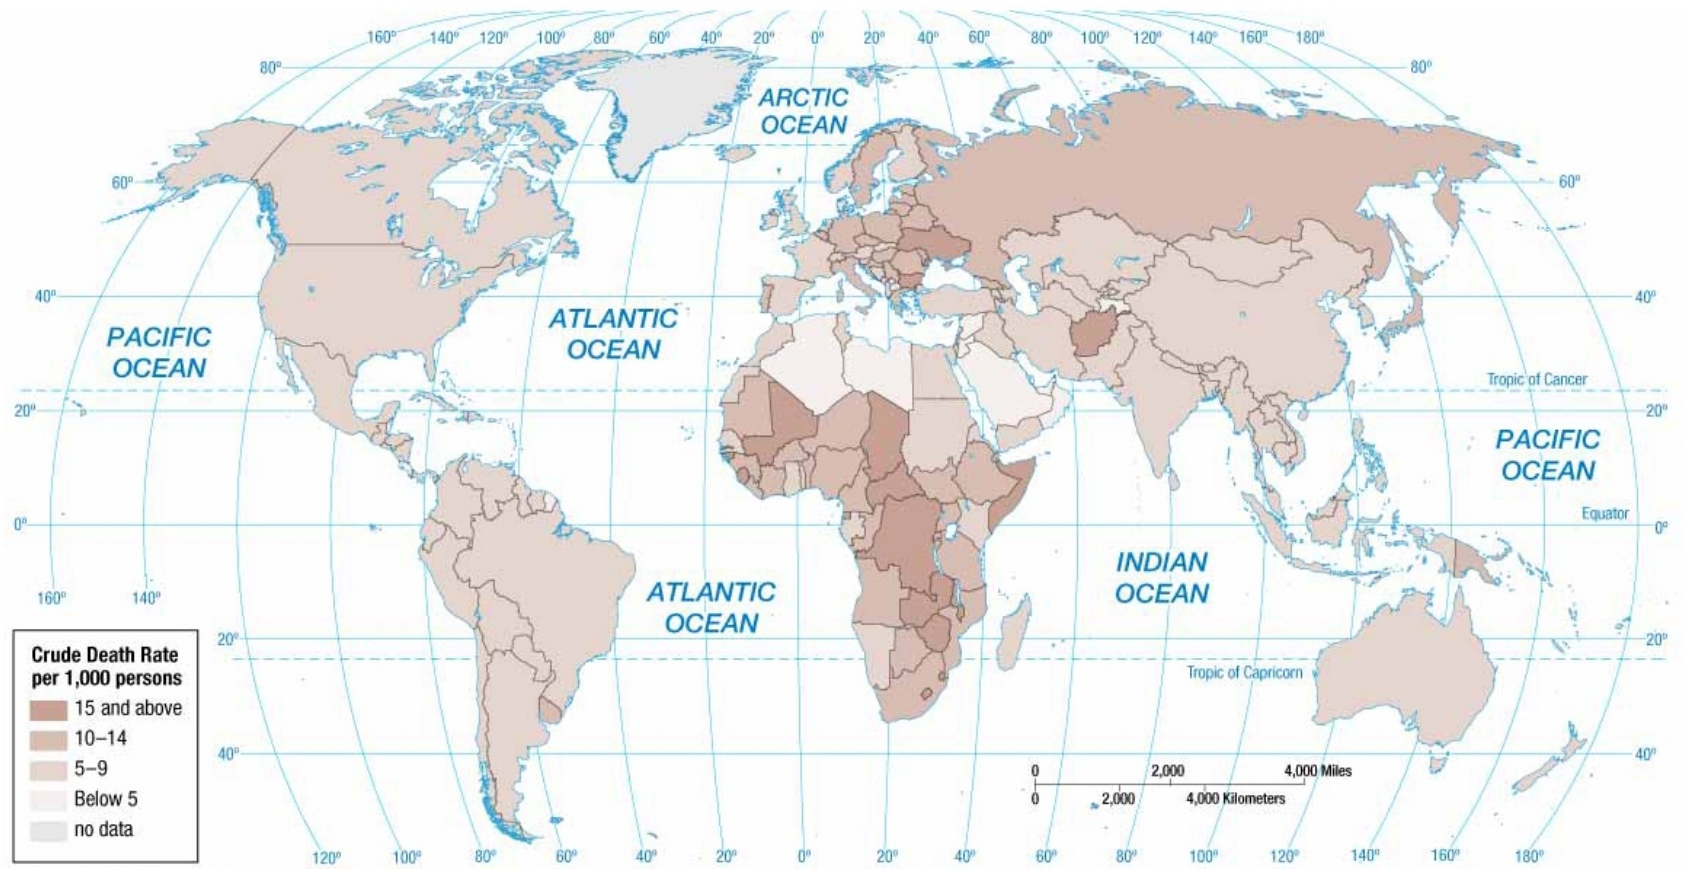 160° 140° 120° 100° 80° 60° 40° 20° 0° 20° 40° 60° 80° 100° 120° 140° 160° 180°
80° 80°
ARCTIC
OCEAN
60° 60°
40° 40°
PACIFIC
OCEAN
ATLANTIC
OCEAN
Tropic of Cancer
20° 20°
PACIFIC
OCEAN
Equator
0° 0°
INDIAN
OCEAN
ATLANTIC
OCEAN
160° 140°
20° 20°
Tropic of Capricorn
40° 40°
Crude Death Rate
per 1,000 persons
15 and above
10–14
5–9
Below 5
no data
0 2,000 4,000 Miles
0 2,000 4,000 Kilometers
120° 100° 80° 60° 40° 20° 0° 20° 40° 60° 80° 100° 120° 140° 160° 180°